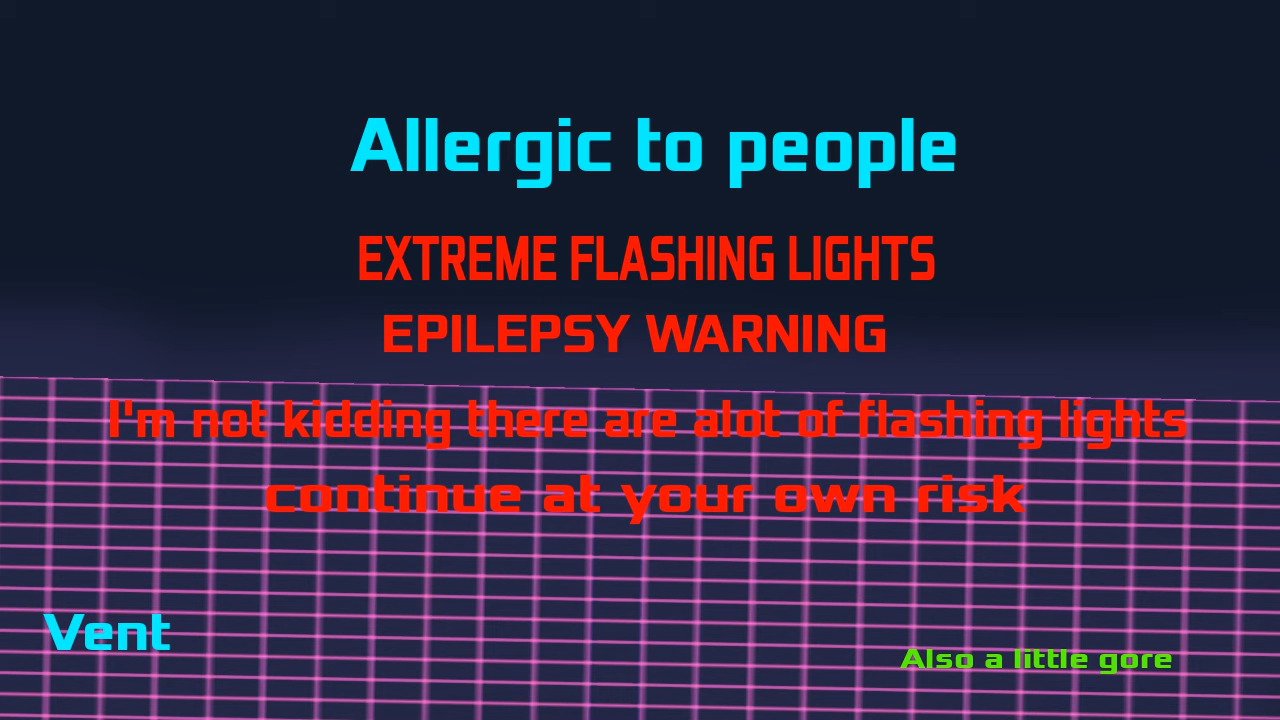 Allergic to people
EXTREME FLASHING LIGHTS
EPILEPSY WARNING
I'm not kidding there are alot of flashing lights
continue at your own risk
Vent
Also a little gore